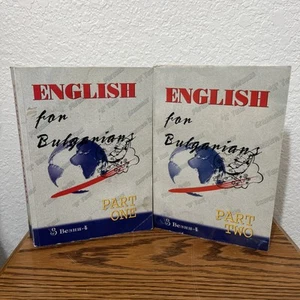 ENGLISH
for
Bulgarians
PART
ONE
Везни-4
ENGLISH
for
Bulgarians
PART
TWO
Везни-4